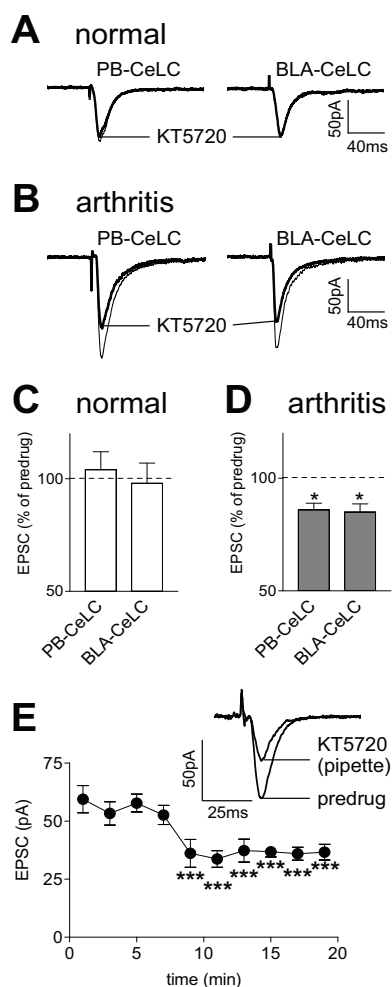 A normal
PB-CeLC BLA-CeLC
KT5720
50pA
40ms
B arthritis
PB-CeLC BLA-CeLC
KT5720
50pA
40ms
C normal
EPSC (% of predrug)
100
50
PB-CeLC
BLA-CeLC
D arthritis
EPSC (% of predrug)
100
50
* *
PB-CeLC
BLA-CeLC
E
50pA
25ms
KT5720
(pipette)
predrug
EPSC (pA)
75
50
25
0
*** *** *** *** *** ***
0 5 10 15 20
time (min)